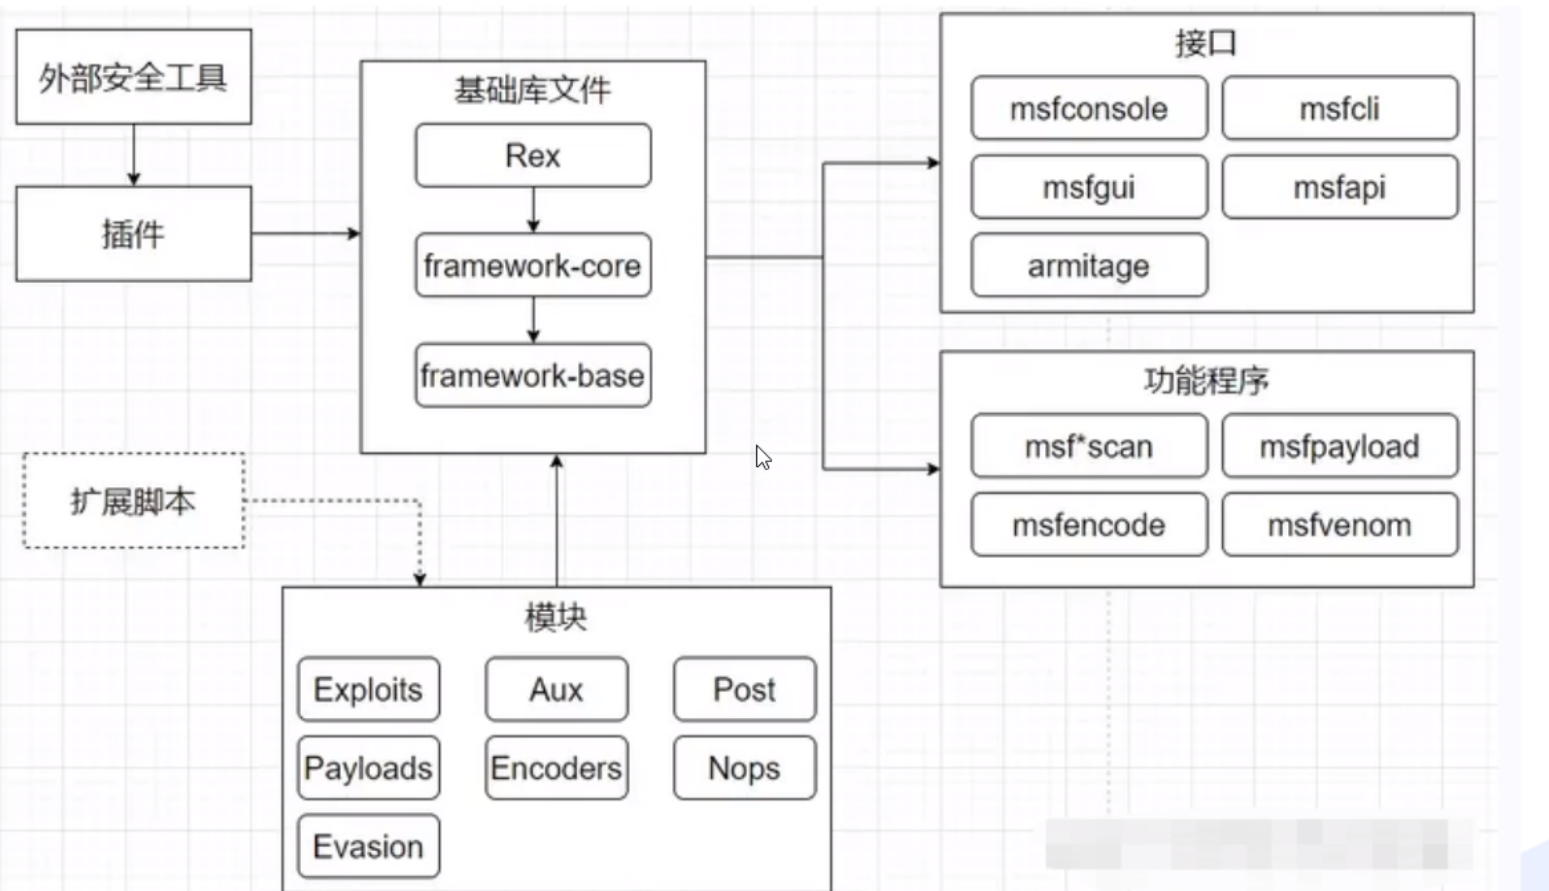 外部安全工具
插件
基础库文件
Rex
framework-core
framework-base
接口
msfconsole
msfcli
msfgui
msfapi
armitage
功能程序
msf*scan
msfpayload
msfencode
msfvenom
扩展脚本
模块
Exploits
Aux
Post
Payloads
Encoders
Nops
Evasion